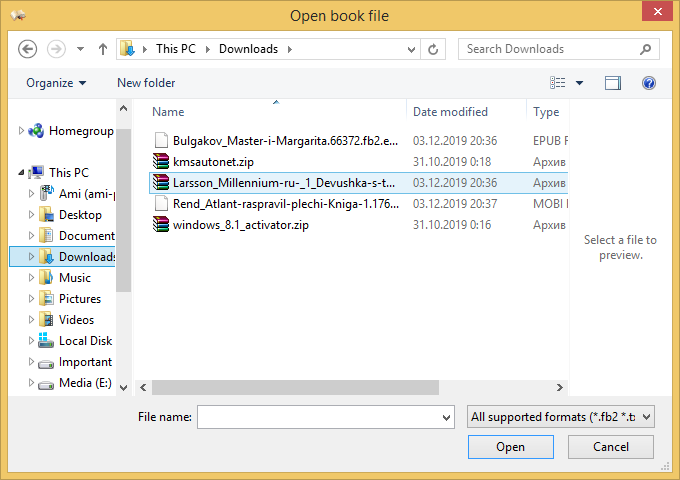 Open book file
This PC Downloads
Search Downloads
Organize New folder
Name Date modified Type
Homegroup
This PC
Ami (ami-p
Desktop
Document
Downloads
Music
Pictures
Videos
Local Disk
Important
Media (E:)
Bulgakov_Master-i-Margarita.66372.fb2.e... 03.12.2019 20:36 EPUB F
kmsautonet.zip 31.10.2019 0:18 Архив
Larsson_Millennium-ru-_1_Devushka-s-t... 03.12.2019 20:36 Архив
Rend_Atlant-raspravil-plechi-Kniga-1.176... 03.12.2019 20:37 MOBI F
windows_8.1_activator.zip 31.10.2019 0:16 Архив
Select a file to
preview.
File name:
All supported formats (*.fb2 *.tx
Open Cancel